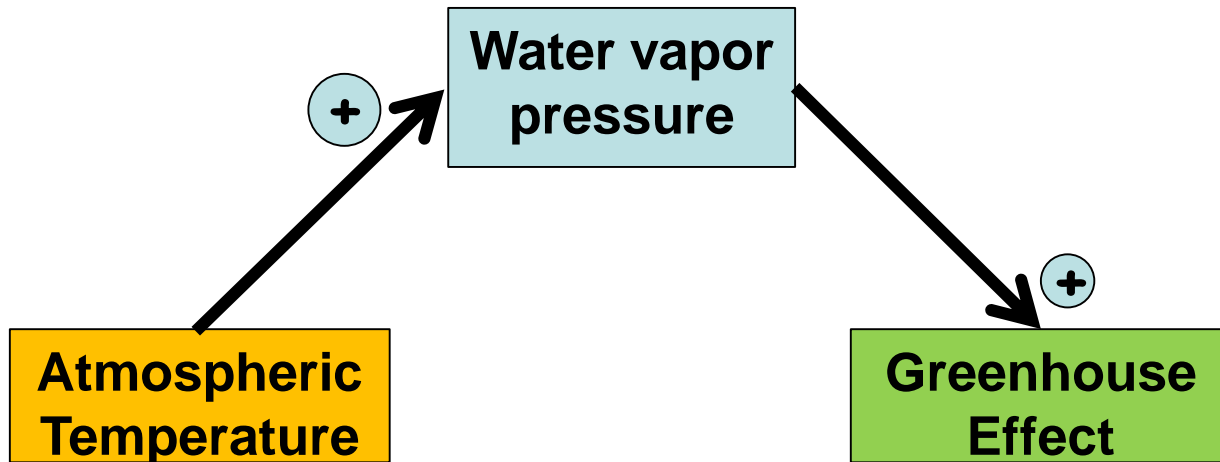 Water vapor
pressure
+
+
Atmospheric
Temperature
Greenhouse
Effect